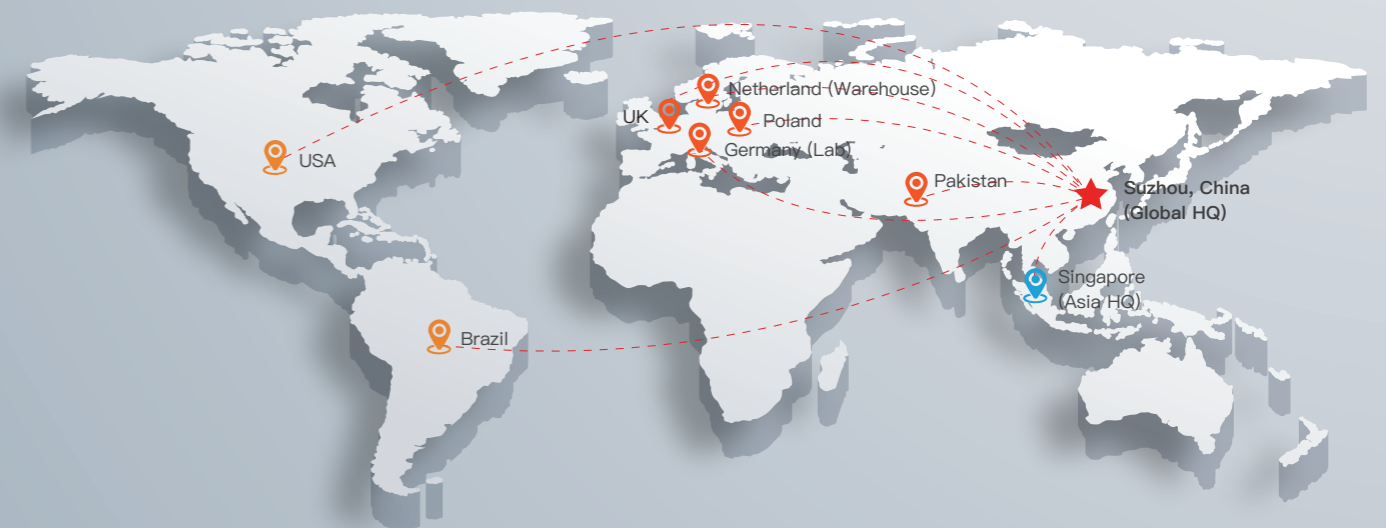 Netherland (Warehouse)
UK
Poland
Germany (Lab)
USA
Pakistan
Suzhou, China
(Global HQ)
Singapore
(Asia HQ)
Brazil